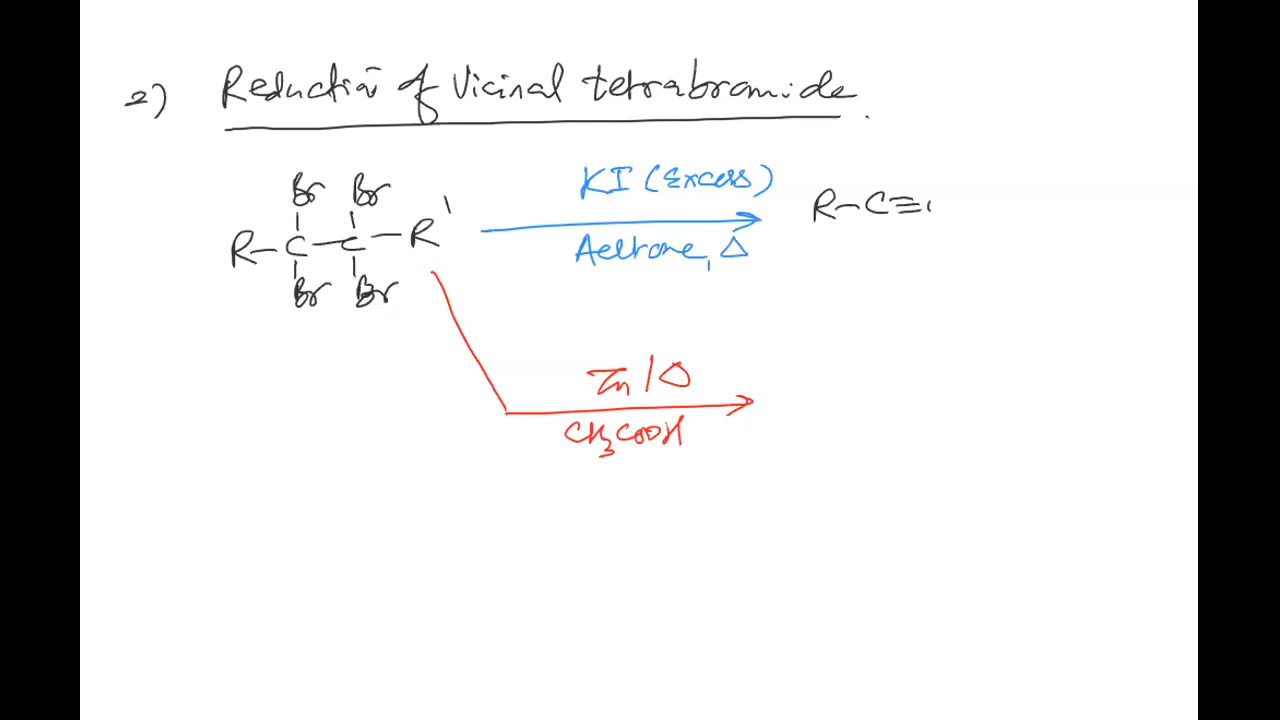 2) Reduction of Vicinal tetrabromide.
Br Br
R-C-C-R'
Br Br
KI (Excess)
Acetone, Δ
R-C≡
Zn/Δ
CH3COOH